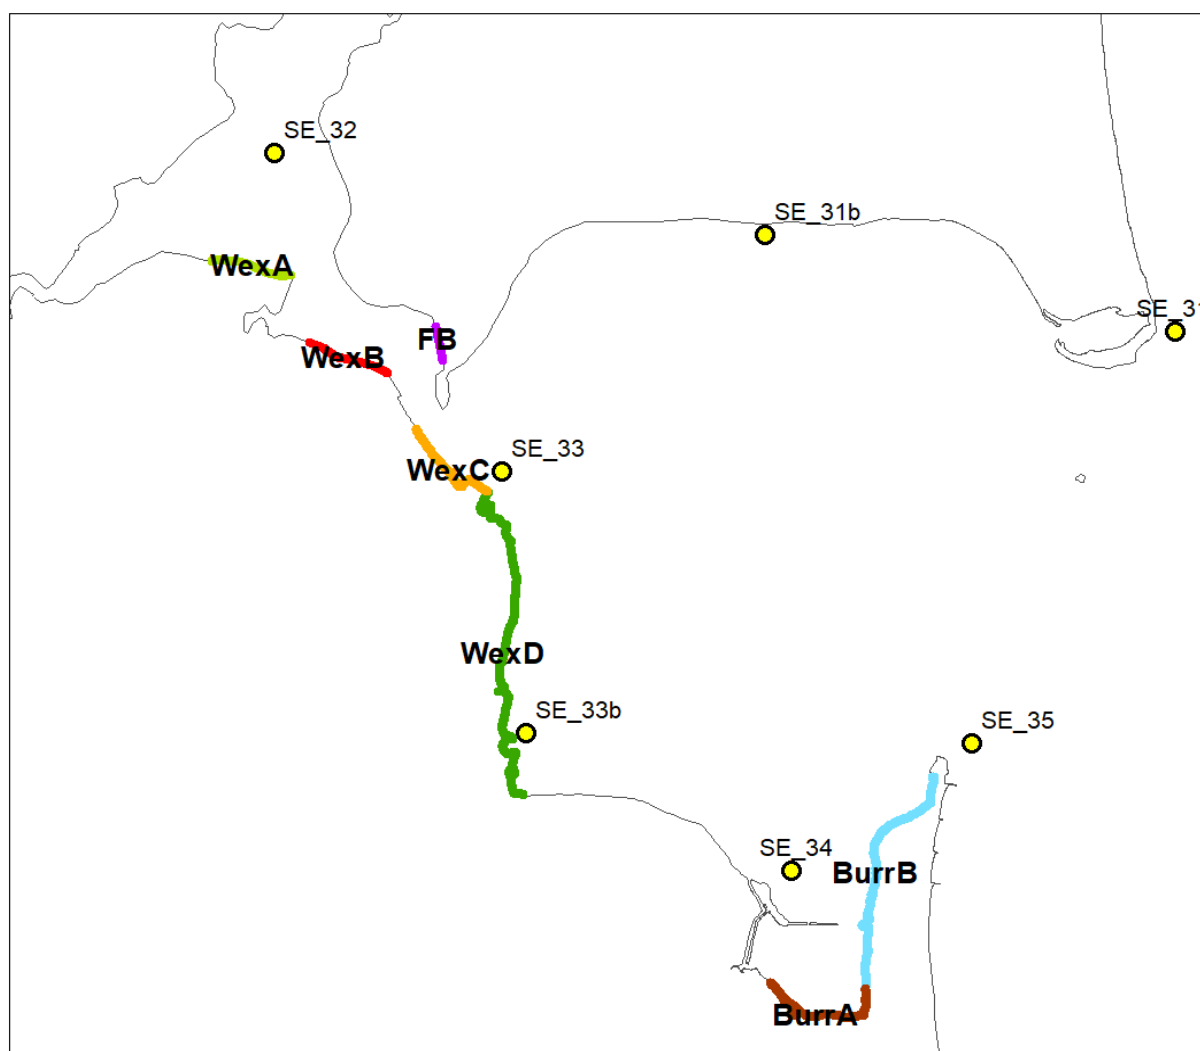 SE_32
SE_31b
WexA
SE_31
FB
WexB
SE_33
WexC
WexD
SE_33b
SE_35
SE_34
BurrB
BurrA